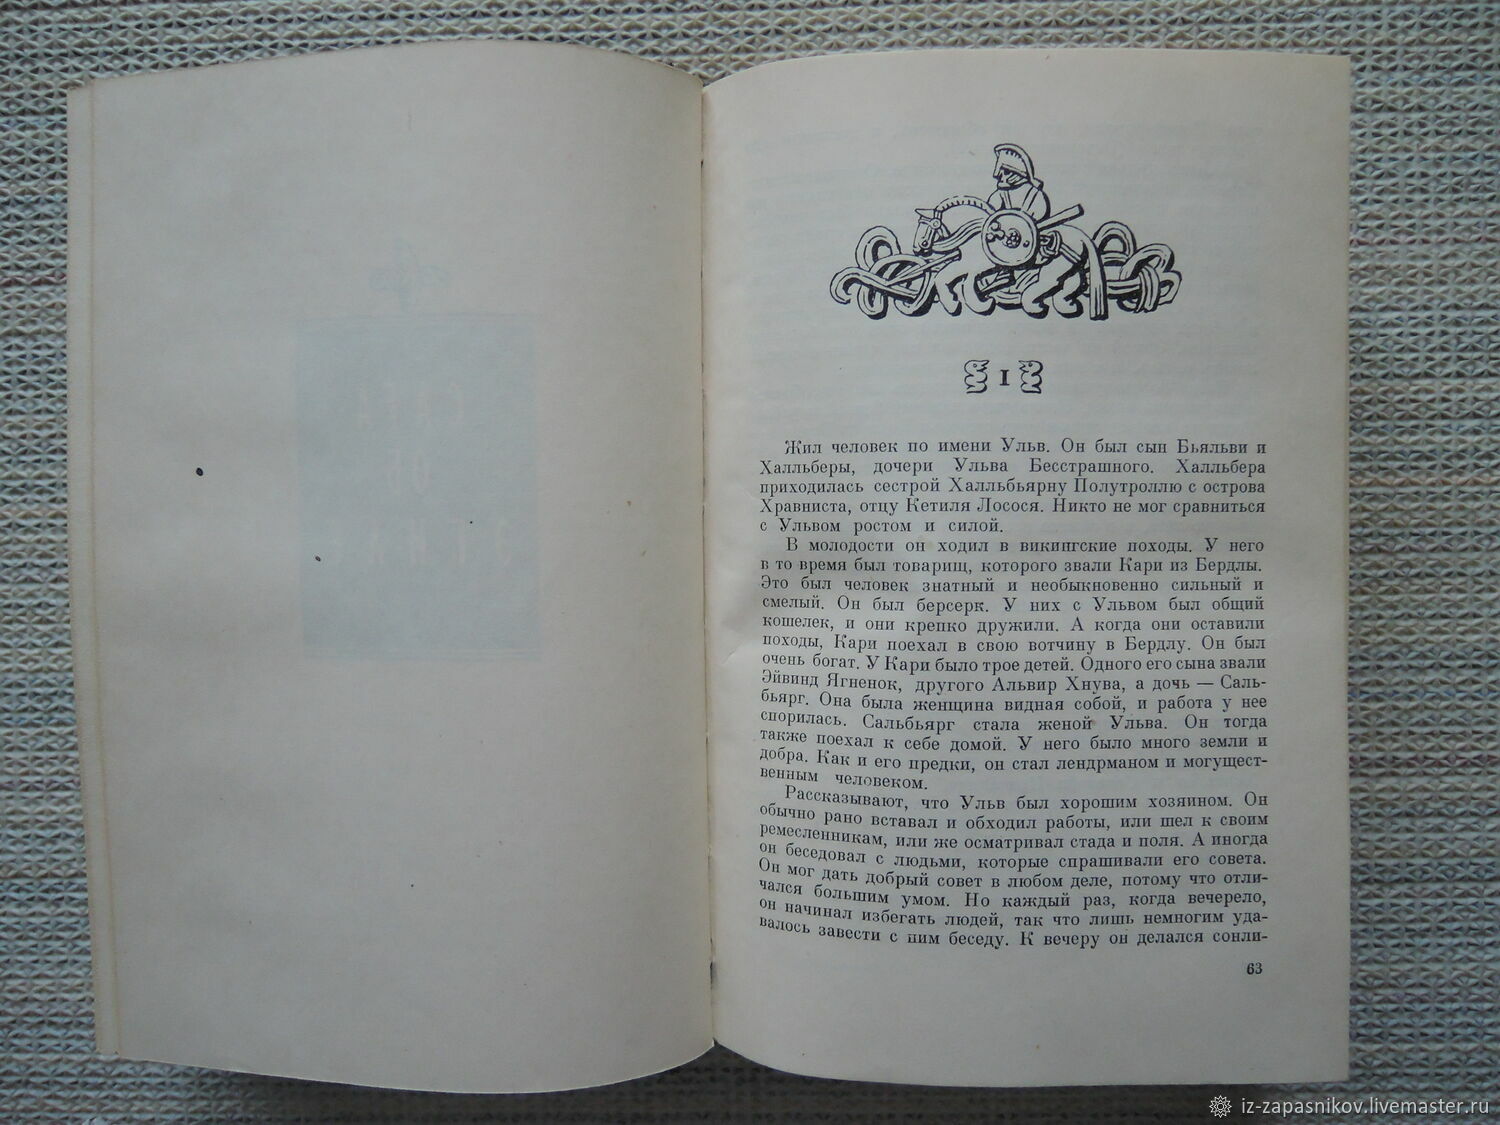 I
Жил человек по имени Ульв. Он был сын Бьяльви и
Халльберы, дочери Ульва Бесстрашного. Халльбера
приходилась сестрой Халльбьярну Полутроллю с острова
Храбниста, отцу Кетиля Лосося. Никто не мог сравниться
с Ульвом ростом и силой.
В молодости он ходил в викингские походы. У него
в то время был товарищ, которого звали Кари из Бердлы.
Это был человек знатный и необыкновенно сильный и
смелый. Он был берсерк. У них с Ульвом был общий
кошелек, и они крепко дружили. А когда они оставили
походы, Кари поехал в свою вотчину в Бердлу. Он был
очень богат. У Кари было трое детей. Одного его сына звали
Эйвинд Ягненок, другого Альвир Хнува, а дочь — Саль-
бьярг. Она была женщина видная собой, и работа у нее
спорилась. Сальбьярг стала женой Ульва. Он тогда
также поехал к себе домой. У него было много земли и
добра. Как и его предки, он стал лендрманом и могущест-
венным человеком.
Рассказывают, что Ульв был хорошим хозяином. Он
обычно рано вставал и обходил работы, или шел к своим
ремесленникам, или же осматривал стада и поля. А иногда
он беседовал с людьми, которые спрашивали его совета.
Он мог дать добрый совет в любом деле, потому что отли-
чался большим умом. Но каждый раз, когда вечерело,
он начинал избегать людей, так что лишь немногим уда-
валось завести с ним беседу. К вечеру он делался сонли-
63
iz-zapasnikov.livemaster.ru